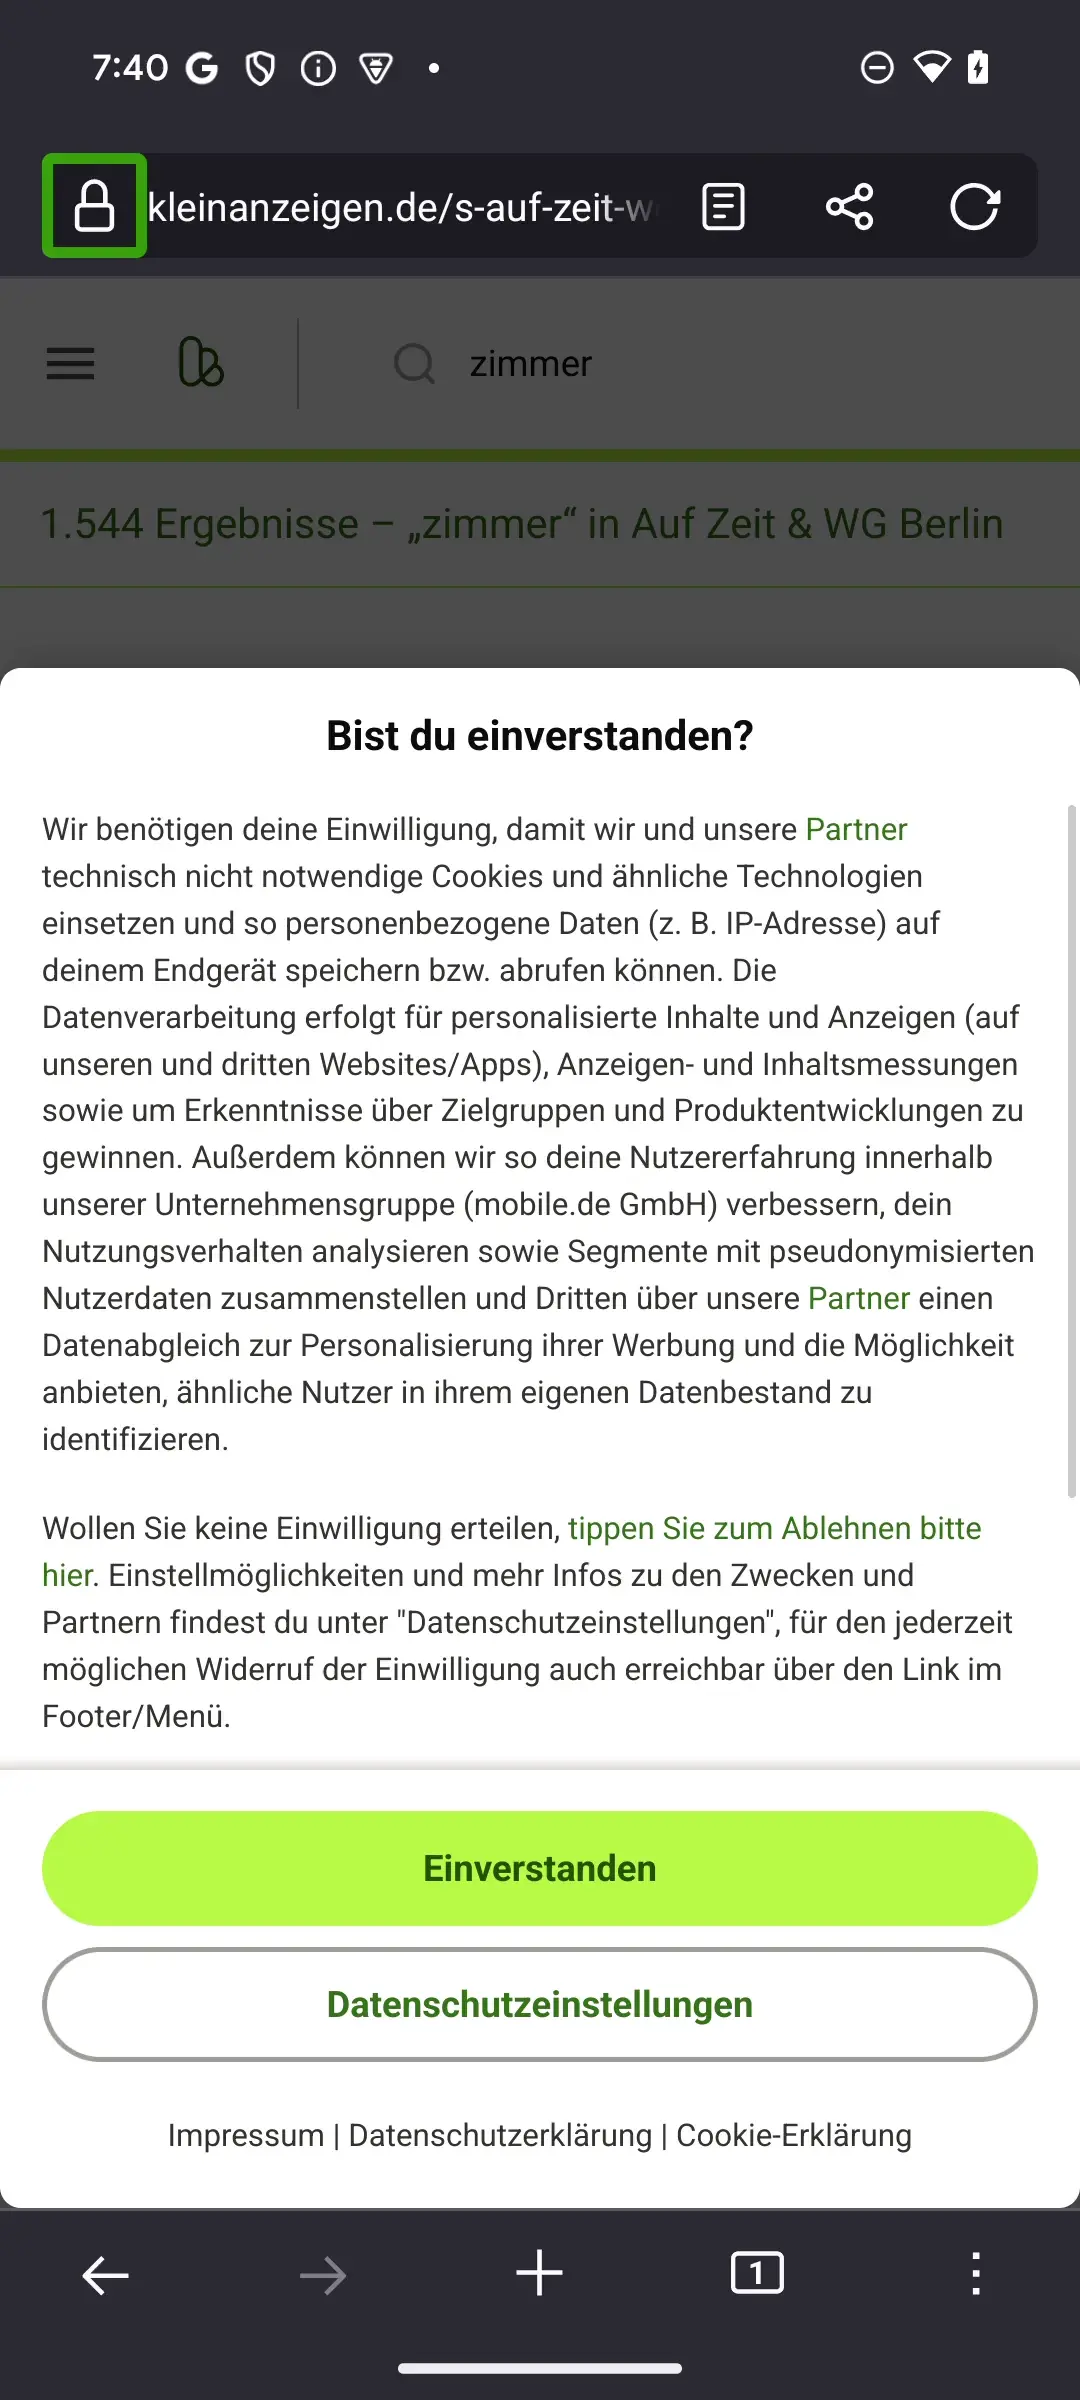 7:40
kleinanzeigen.de/s-auf-zeit-w
zimmer
1.544 Ergebnisse – „zimmer“ in Auf Zeit & WG Berlin
Bist du einverstanden?
Wir benötigen deine Einwilligung, damit wir und unsere Partner
technisch nicht notwendige Cookies und ähnliche Technologien
einsetzen und so personenbezogene Daten (z. B. IP-Adresse) auf
deinem Endgerät speichern bzw. abrufen können. Die
Datenverarbeitung erfolgt für personalisierte Inhalte und Anzeigen (auf
unseren und dritten Websites/Apps), Anzeigen- und Inhaltsmessungen
sowie um Erkenntnisse über Zielgruppen und Produktentwicklungen zu
gewinnen. Außerdem können wir so deine Nutzererfahrung innerhalb
unserer Unternehmensgruppe (mobile.de GmbH) verbessern, dein
Nutzungsverhalten analysieren sowie Segmente mit pseudonymisierten
Nutzerdaten zusammenstellen und Dritten über unsere Partner einen
Datenabgleich zur Personalisierung ihrer Werbung und die Möglichkeit
anbieten, ähnliche Nutzer in ihrem eigenen Datenbestand zu
identifizieren.
Wollen Sie keine Einwilligung erteilen, tippen Sie zum Ablehnen bitte
hier. Einstellmöglichkeiten und mehr Infos zu den Zwecken und
Partnern findest du unter "Datenschutzeinstellungen", für den jederzeit
möglichen Widerruf der Einwilligung auch erreichbar über den Link im
Footer/Menü.
Einverstanden
Datenschutzeinstellungen
Impressum | Datenschutzerklärung | Cookie-Erklärung
1